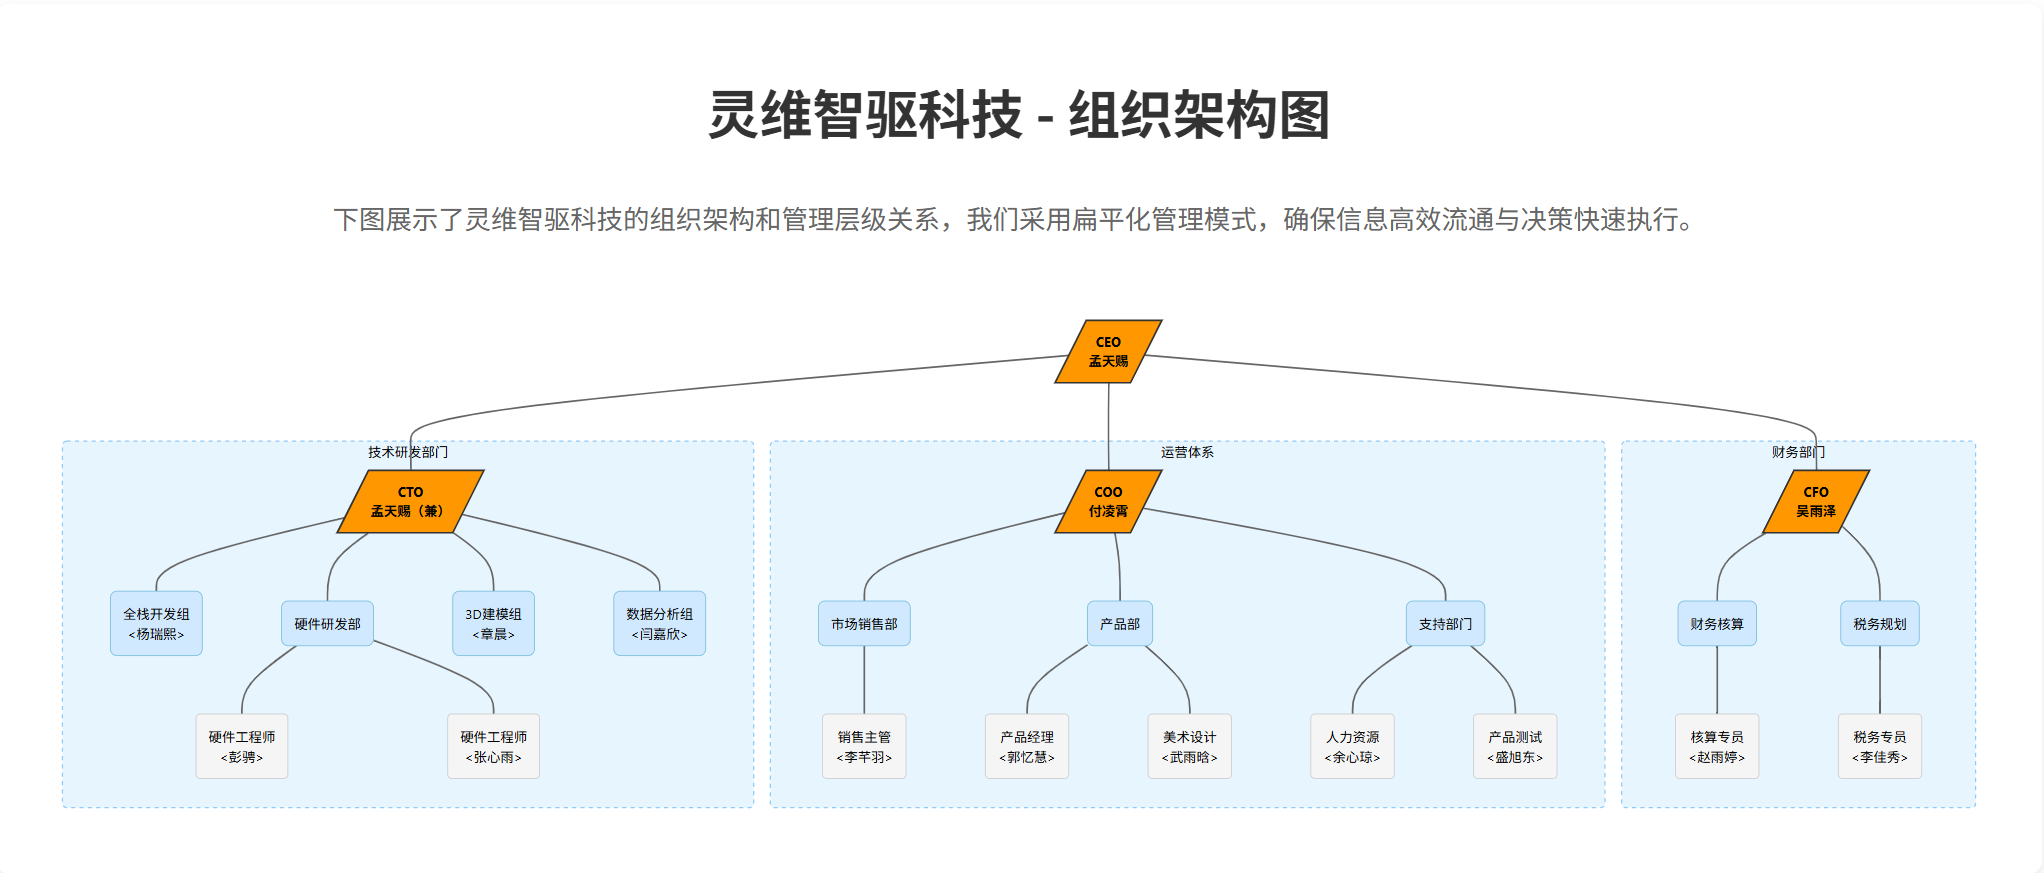 灵维智驱科技 - 组织架构图
下图展示了灵维智驱科技的组织架构和管理层级关系，我们采用扁平化管理模式，确保信息高效流通与决策快速执行。
CEO
孟天赐
技术研发部门
运营体系
财务部门
CTO
孟天赐（兼）
COO
付凌霄
CFO
吴雨泽
全栈开发组
<杨瑞熙>
硬件研发部
3D建模组
<章晨>
数据分析组
<闫嘉欣>
市场销售部
产品部
支持部门
财务核算
税务规划
硬件工程师
<彭骋>
硬件工程师
<张心雨>
销售主管
<李芊羽>
产品经理
<郭忆慧>
美术设计
<武雨晗>
人力资源
<余心琼>
产品测试
<盛旭东>
核算专员
<赵雨婷>
税务专员
<李佳秀>